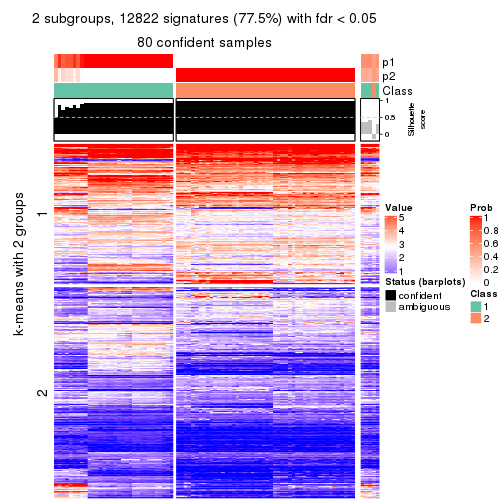 2 subgroups, 12822 signatures (77.5%) with fdr < 0.05
80 confident samples
p1
p2
Class
1
0.5
0
Silhouette
score
k-means with 2 groups
1
2
Value
5
4
3
2
1
Status (barplots)
confident
ambiguous
Prob
1
0.8
0.6
0.4
0.2
0
Class
1
2